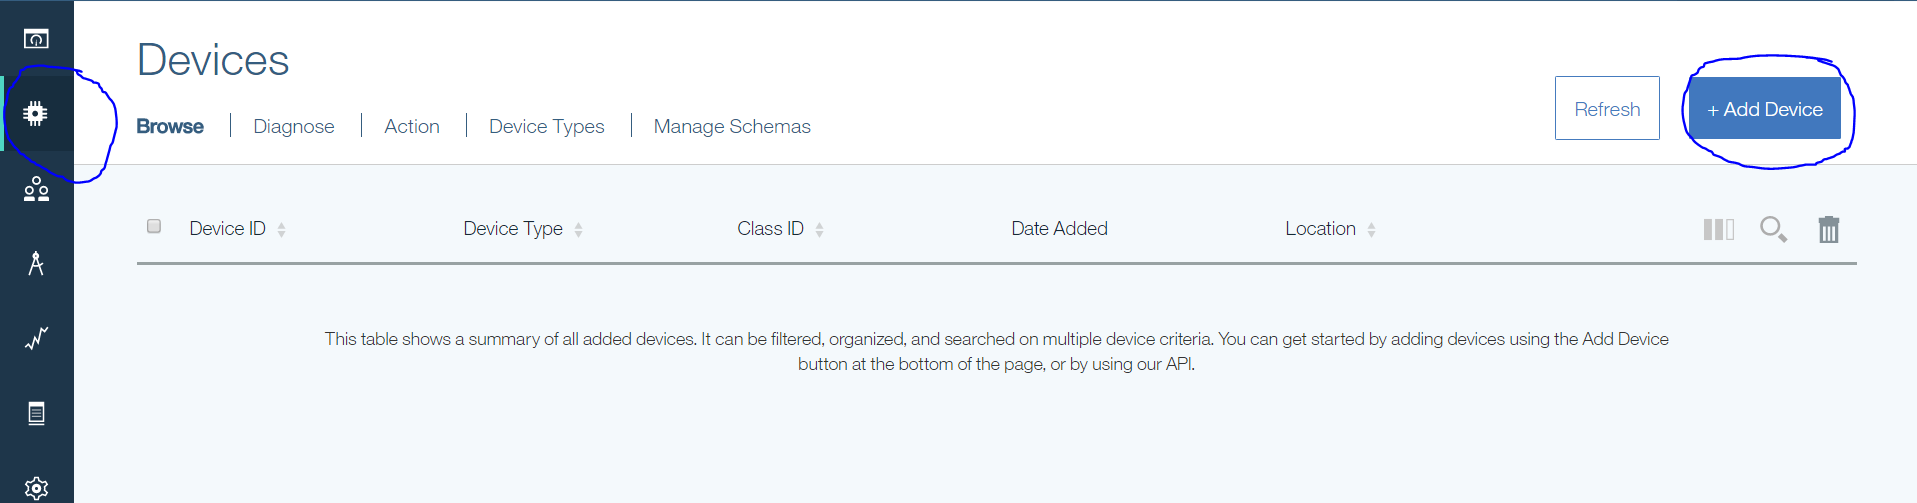 Devices
Browse
Diagnose
Action
Device Types
Manage Schemas
Refresh
+ Add Device
Device ID
Device Type
Class ID
Date Added
Location
This table shows a summary of all added devices. It can be filtered, organized, and searched on multiple device criteria. You can get started by adding devices using the Add Device
button at the bottom of the page, or by using our API.